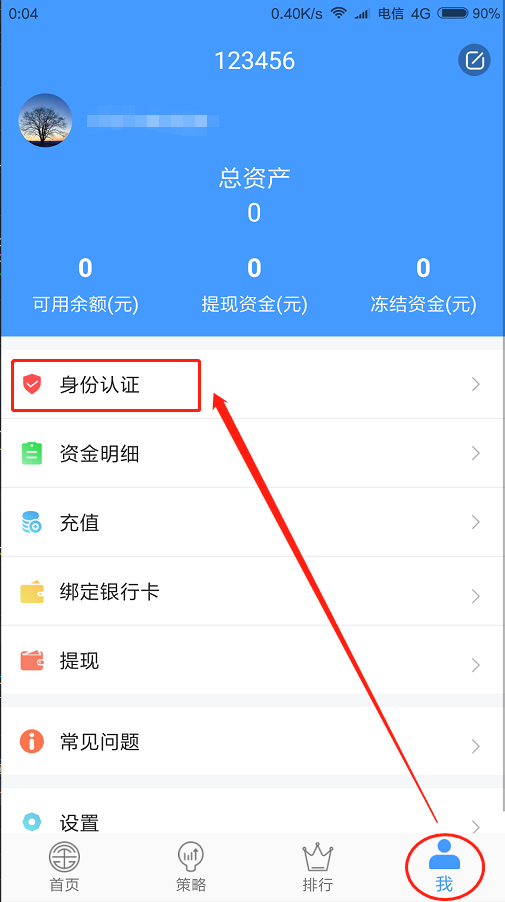 0:04 0.40K/s 电信 4G 90%
123456
总资产
0
0 0 0
可用余额(元) 提现资金(元) 冻结资金(元)
身份认证
资金明细
充值
绑定银行卡
提现
常见问题
设置
首页 策略 排行 我